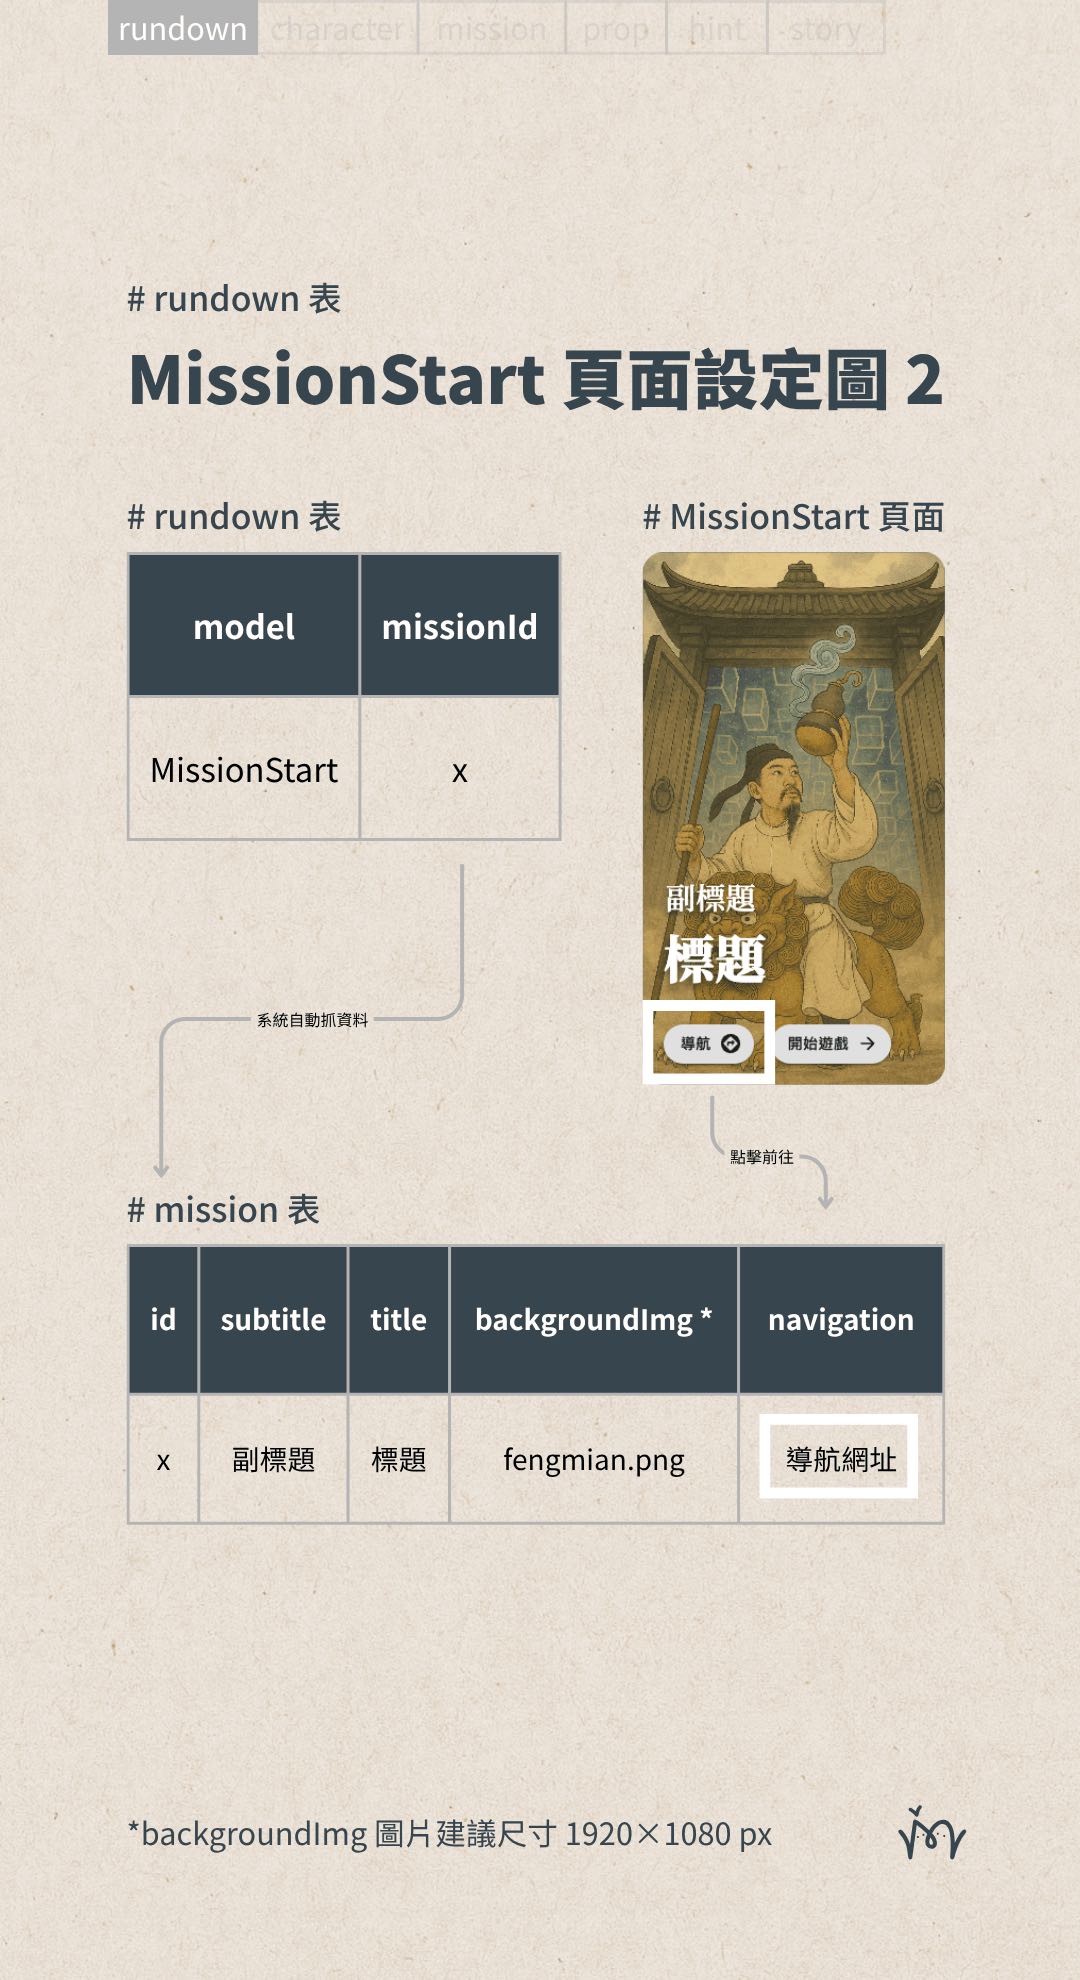 rundown character mission prop hint story
# rundown 表
MissionStart 頁面設定圖 2
# rundown 表
model missionId
MissionStart x
系統自動抓資料
# MissionStart 頁面
副標題
標題
導航 開始遊戲 →
點擊前往
# mission 表
id subtitle title backgroundImg * navigation
x 副標題 標題 fengmian.png 導航網址
*backgroundImg 圖片建議尺寸 1920×1080 px